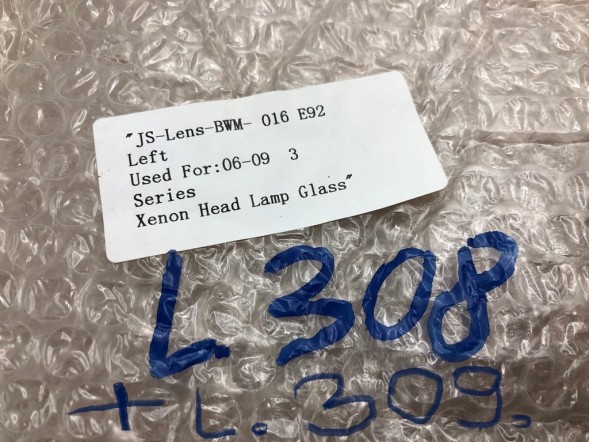 "JS-Lens-BWM- 016 E92
Left
Used For:06-09 3
Series
Xenon Head Lamp Glass"
L.308
+L.309.